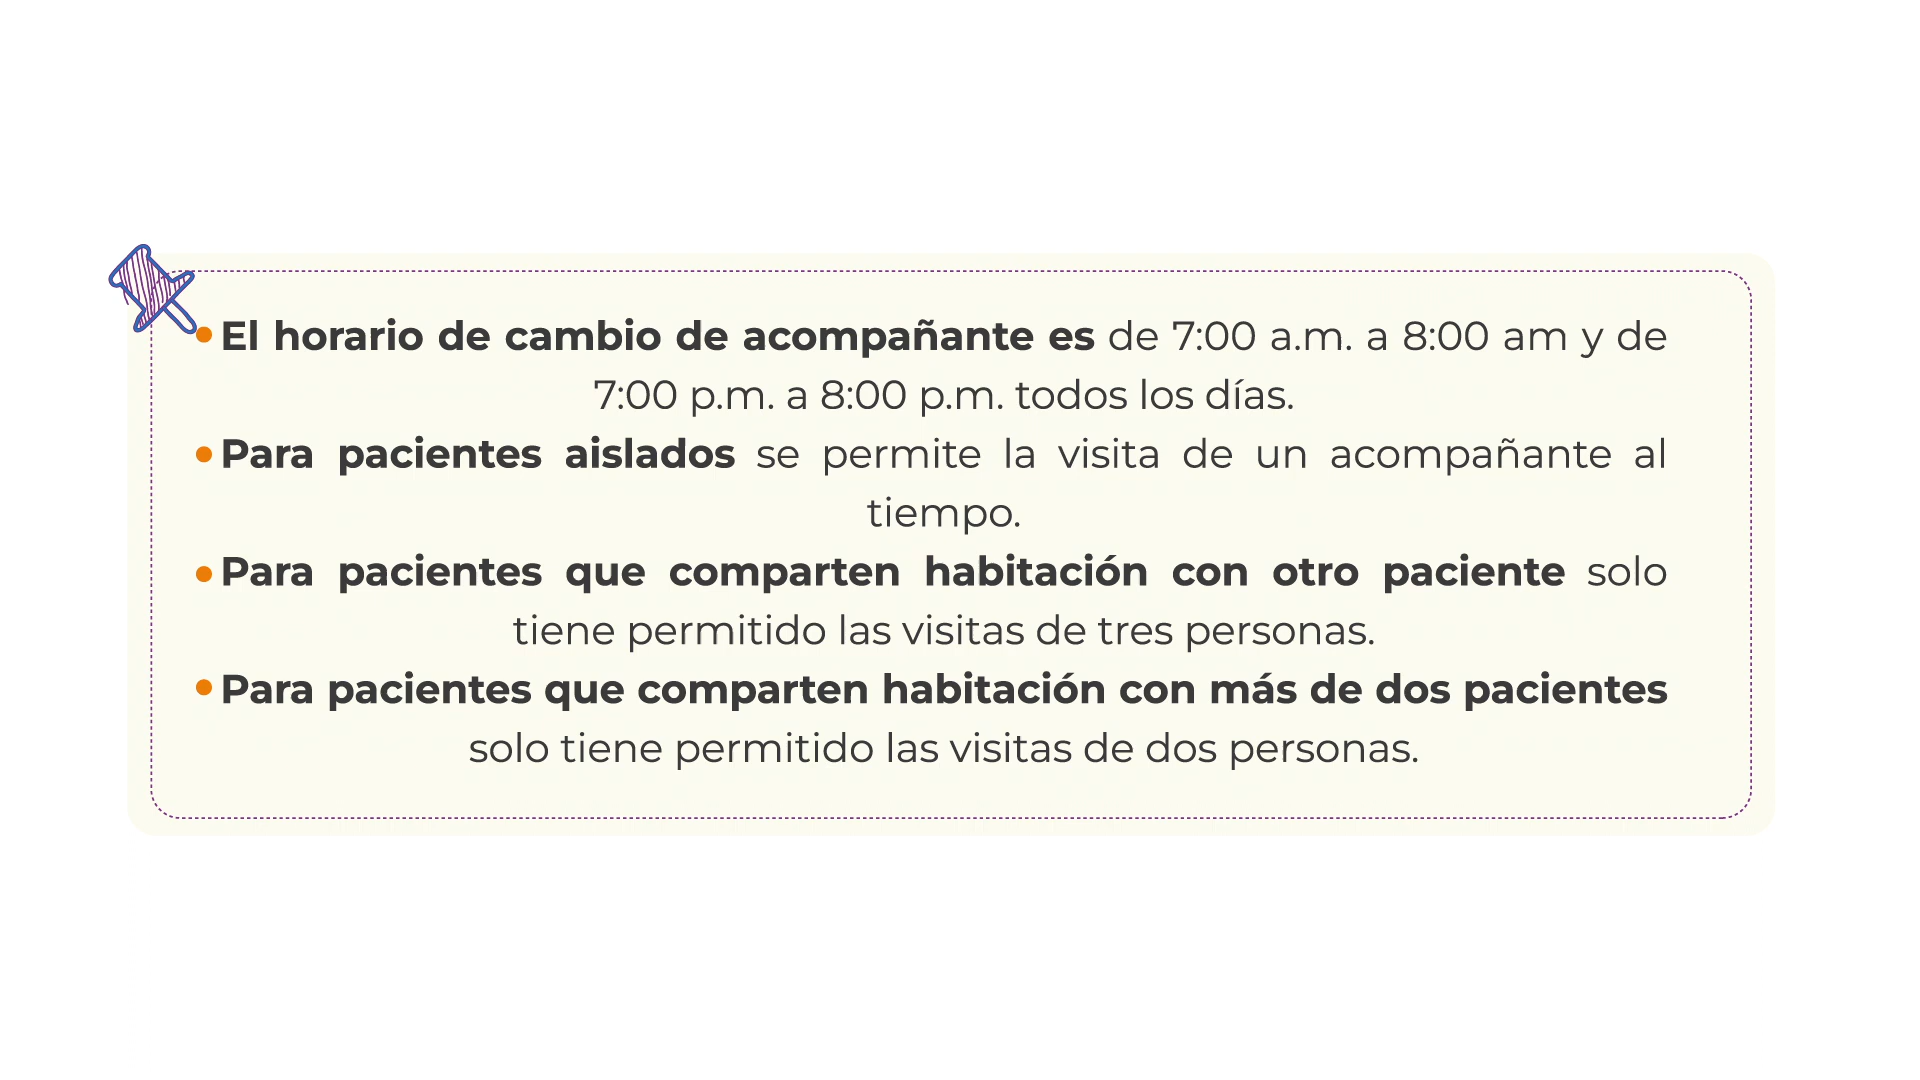 • El horario de cambio de acompañante es de 7:00 a.m. a 8:00 am y de
7:00 p.m. a 8:00 p.m. todos los días.
• Para pacientes aislados se permite la visita de un acompañante al
tiempo.
• Para pacientes que comparten habitación con otro paciente solo
tiene permitido las visitas de tres personas.
• Para pacientes que comparten habitación con más de dos pacientes
solo tiene permitido las visitas de dos personas.